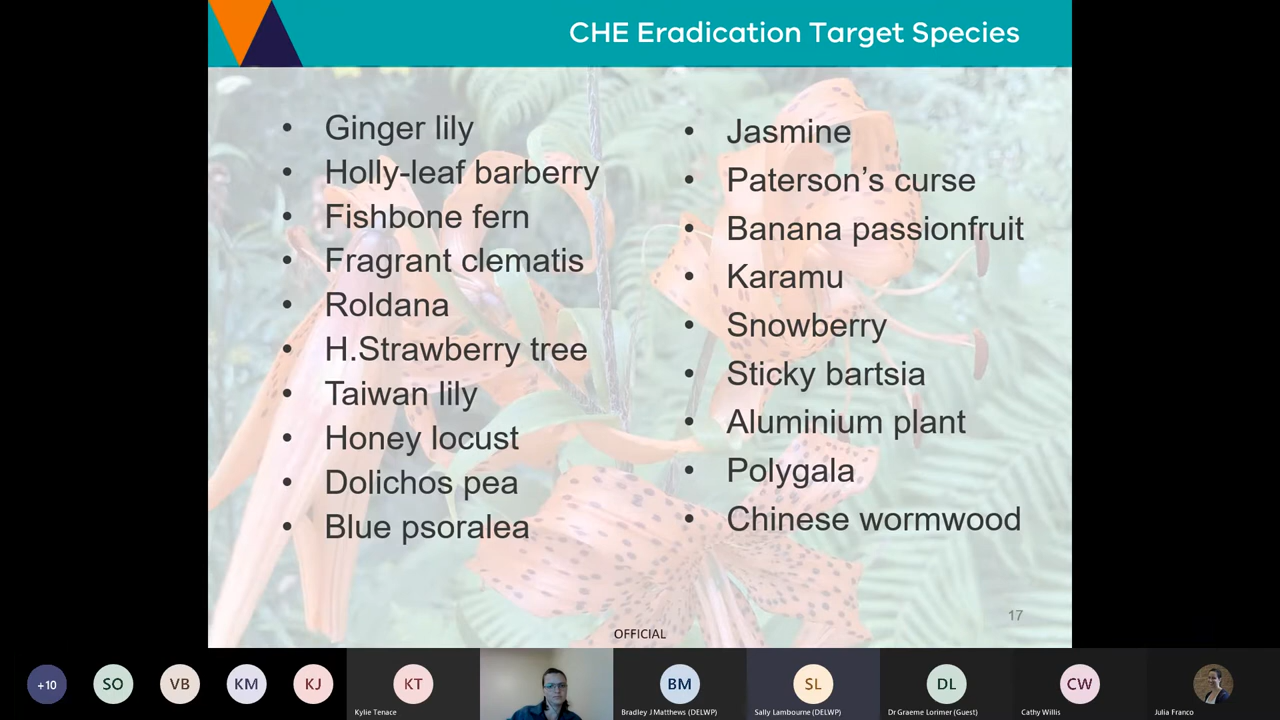 CHE Eradication Target Species
• Ginger lily
• Holly-leaf barberry
• Fishbone fern
• Fragrant clematis
• Roldana
• H.Strawberry tree
• Taiwan lily
• Honey locust
• Dolichos pea
• Blue psoralea
• Jasmine
• Paterson’s curse
• Banana passionfruit
• Karamu
• Snowberry
• Sticky bartsia
• Aluminium plant
• Polygala
• Chinese wormwood
17
OFFICIAL
+10
SO
VB
KM
KJ
KT
BM
SL
DL
CW
Kylie Tenace
Bradley J Matthews (DELWP)
Sally Lambourne (DELWP)
Dr Graeme Lorimer (Guest)
Cathy Willis
Julia Franco